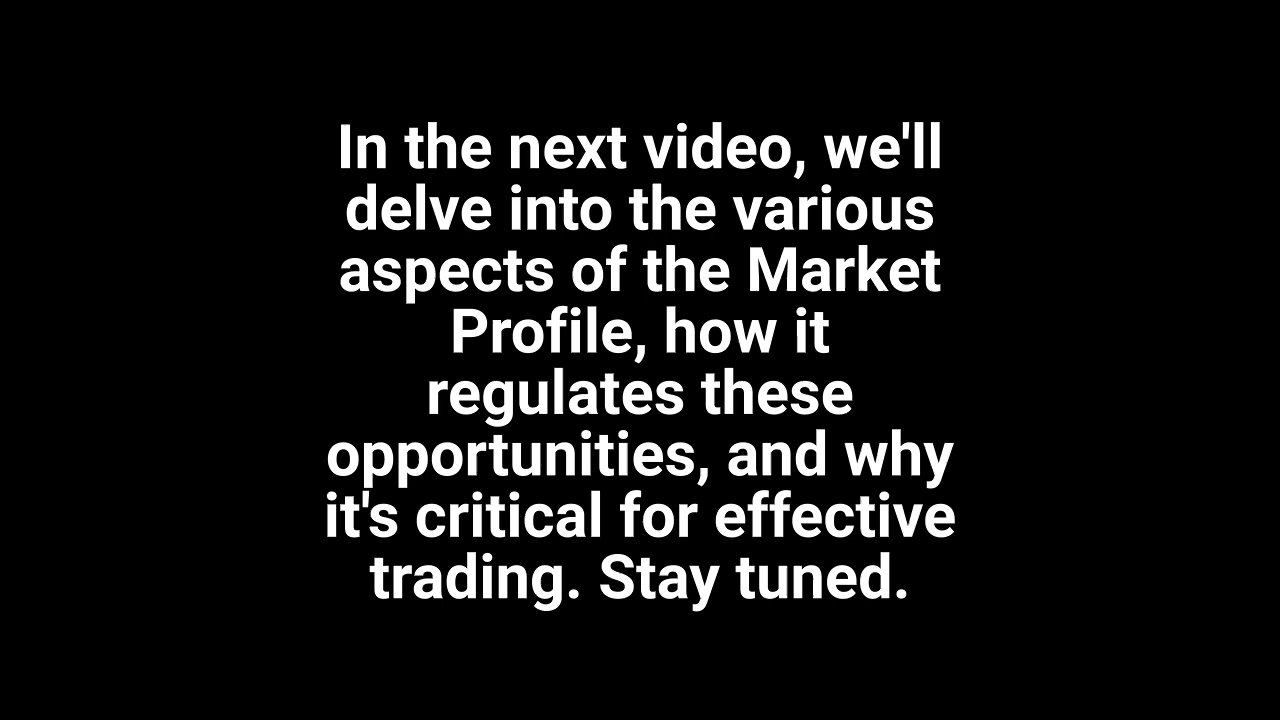 In the next video, we'll
delve into the various
aspects of the Market
Profile, how it
regulates these
opportunities, and why
it's critical for effective
trading. Stay tuned.